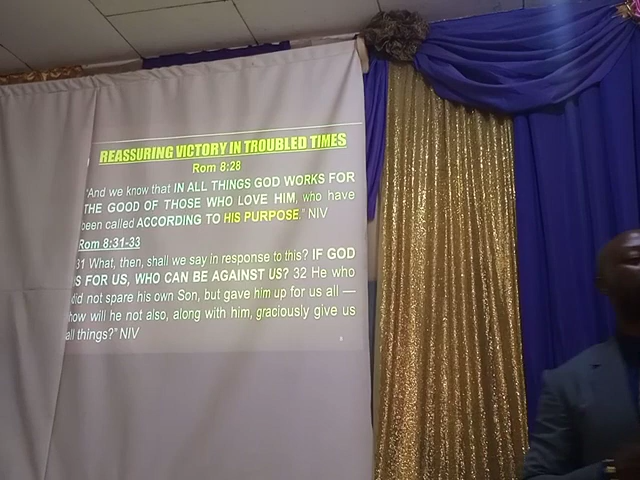 REASSURING VICTORY IN TROUBLED TIMES
Rom 8:28
"And we know that IN ALL THINGS GOD WORKS FOR
THE GOOD OF THOSE WHO LOVE HIM, who have
been called ACCORDING TO HIS PURPOSE." NIV
Rom 8:31-33
31 What, then, shall we say in response to this? IF GOD
IS FOR US, WHO CAN BE AGAINST US? 32 He who
did not spare his own Son, but gave him up for us all —
how will he not also, along with him, graciously give us
all things?" NIV